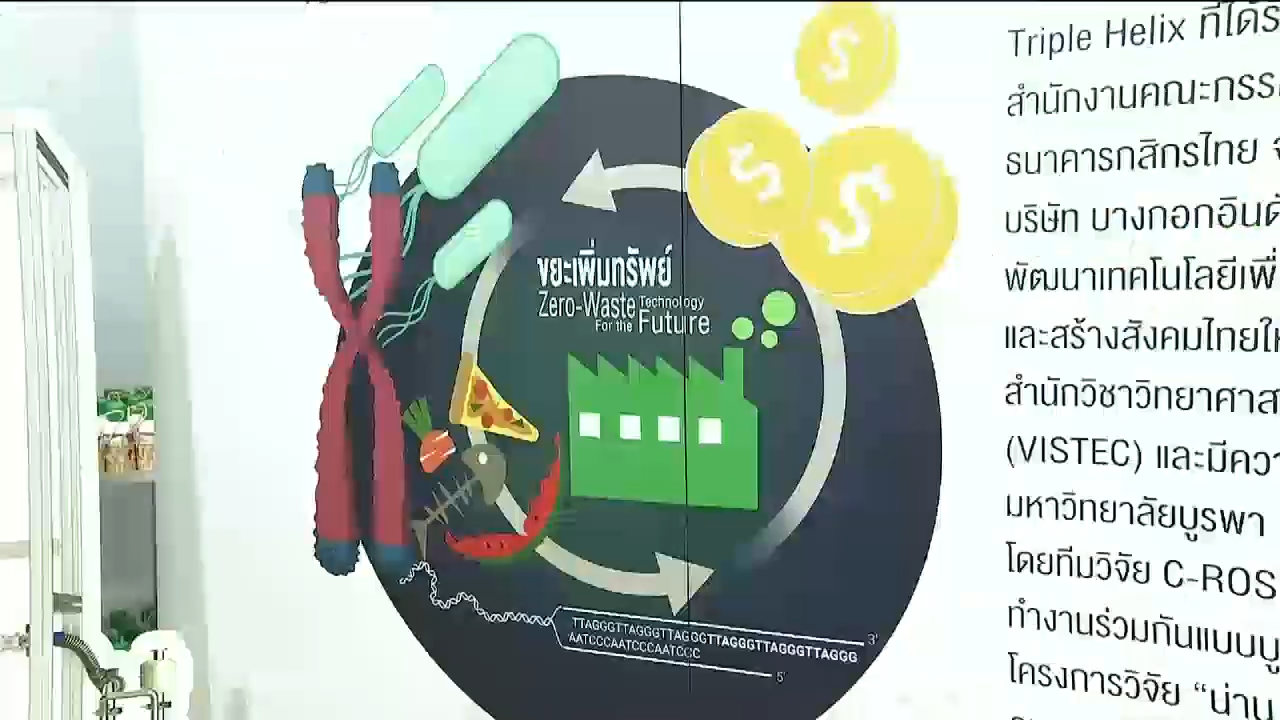 ขยะเพิ่มทรัพย์
Zero-Waste Technology
For the Future
TTAGGGTTAGGGTTAGGGTTAGGGTTAGGGTTAGGG 3'
AATCCCAATCCCAATCCC
5'
Triple Helix ที่ได้ร
สำนักงานคณะกรร
ธนาคารกสิกรไทย
บริษัท บางกอกอินดั
พัฒนาเทคโนโลยีเพื่
และสร้างสังคมไทยให้
สำนักวิชาวิทยาศาส
(VISTEC) และมีควา
มหาวิทยาลัยบูรพา
โดยทีมวิจัย C-ROS
ทำงานร่วมกันแบบบู
โครงการวิจัย “น่าน